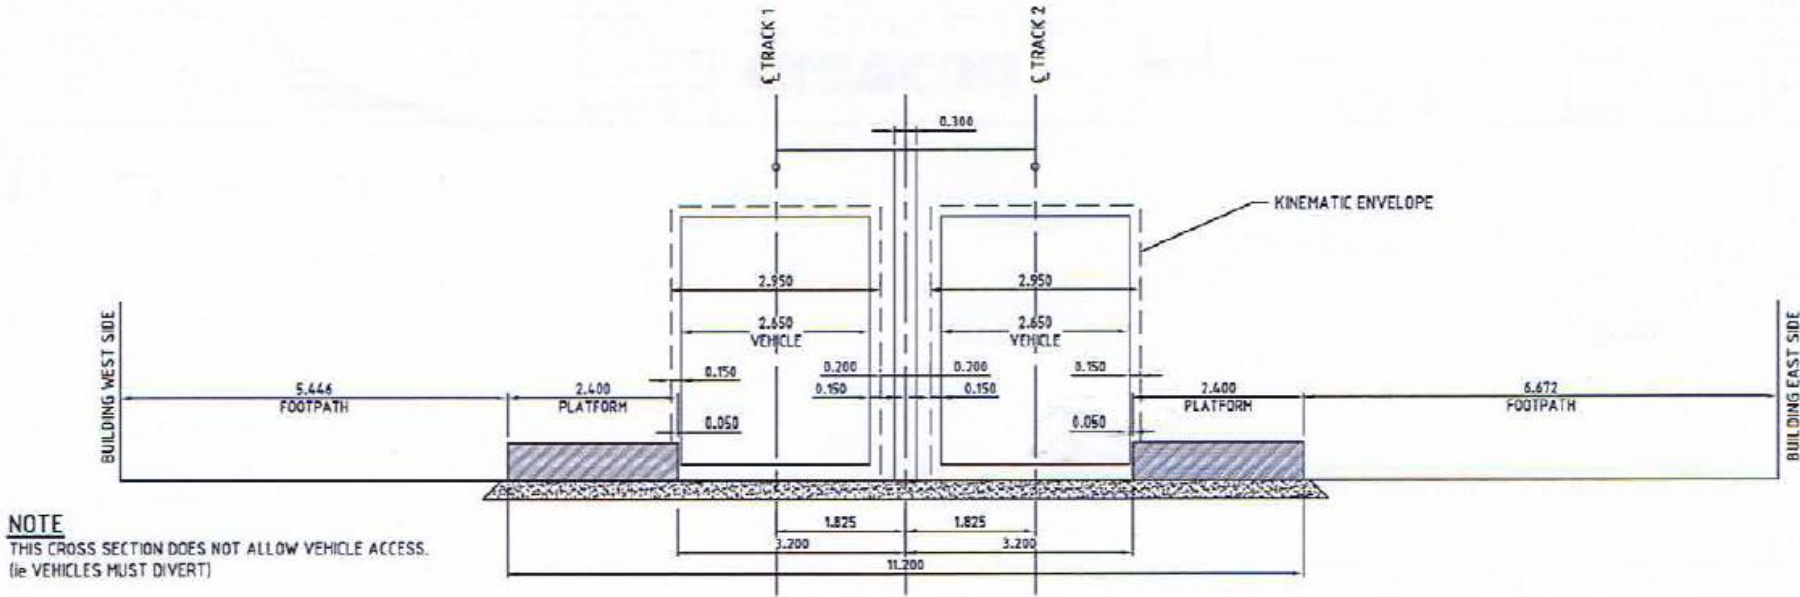 ℄ TRACK 1
℄ TRACK 2
0.300
KINEMATIC ENVELOPE
2.950
2.950
2.650
VEHICLE
2.650
VEHICLE
BUILDING WEST SIDE
BUILDING EAST SIDE
0.150
0.200
0.200
0.150
5.446
FOOTPATH
2.400
PLATFORM
0.150
0.150
2.400
PLATFORM
6.672
FOOTPATH
0.050
0.050
1.825
1.825
3.200
3.200
11.200
NOTE
THIS CROSS SECTION DOES NOT ALLOW VEHICLE ACCESS.
(ie VEHICLES MUST DIVERT)